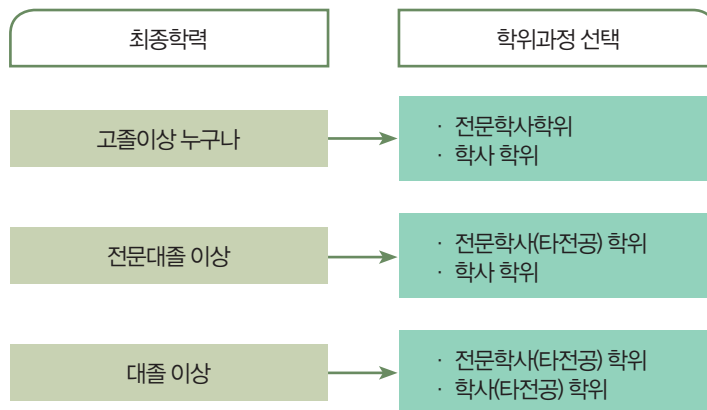 최종학력
학위과정 선택
고졸이상 누구나
· 전문학사학위
· 학사 학위
전문대졸 이상
· 전문학사(타전공) 학위
· 학사 학위
대졸 이상
· 전문학사(타전공) 학위
· 학사(타전공) 학위